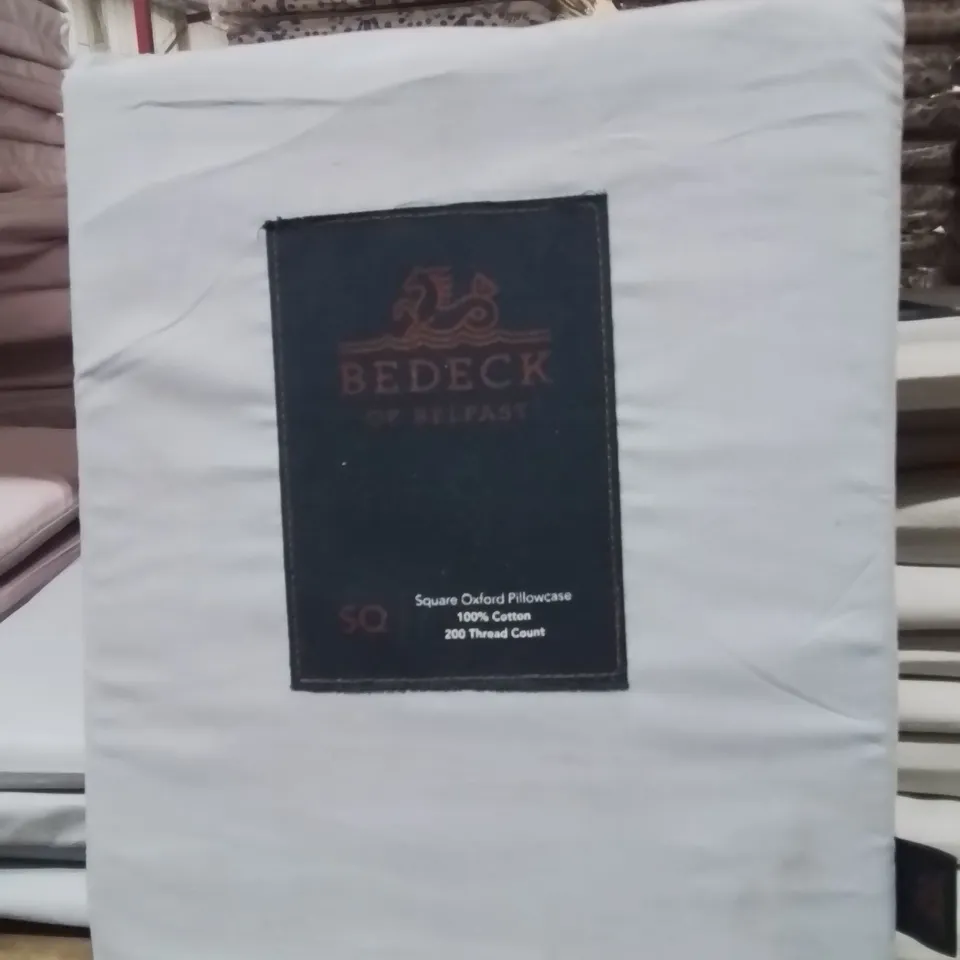 BEDECK
OF BELFAST
SQ
Square Oxford Pillowcase
100% Cotton
200 Thread Count